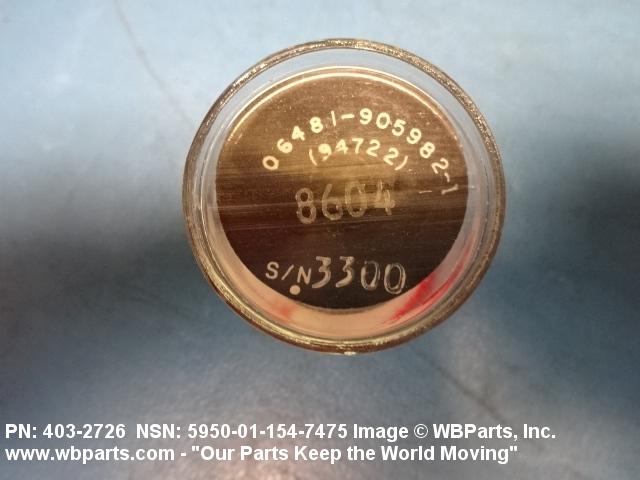 06481-905982-1
(94722)
8604
S/N 3300
PN: 403-2726 NSN: 5950-01-154-7475 Image © WBParts, Inc.
www.wbparts.com - "Our Parts Keep the World Moving"